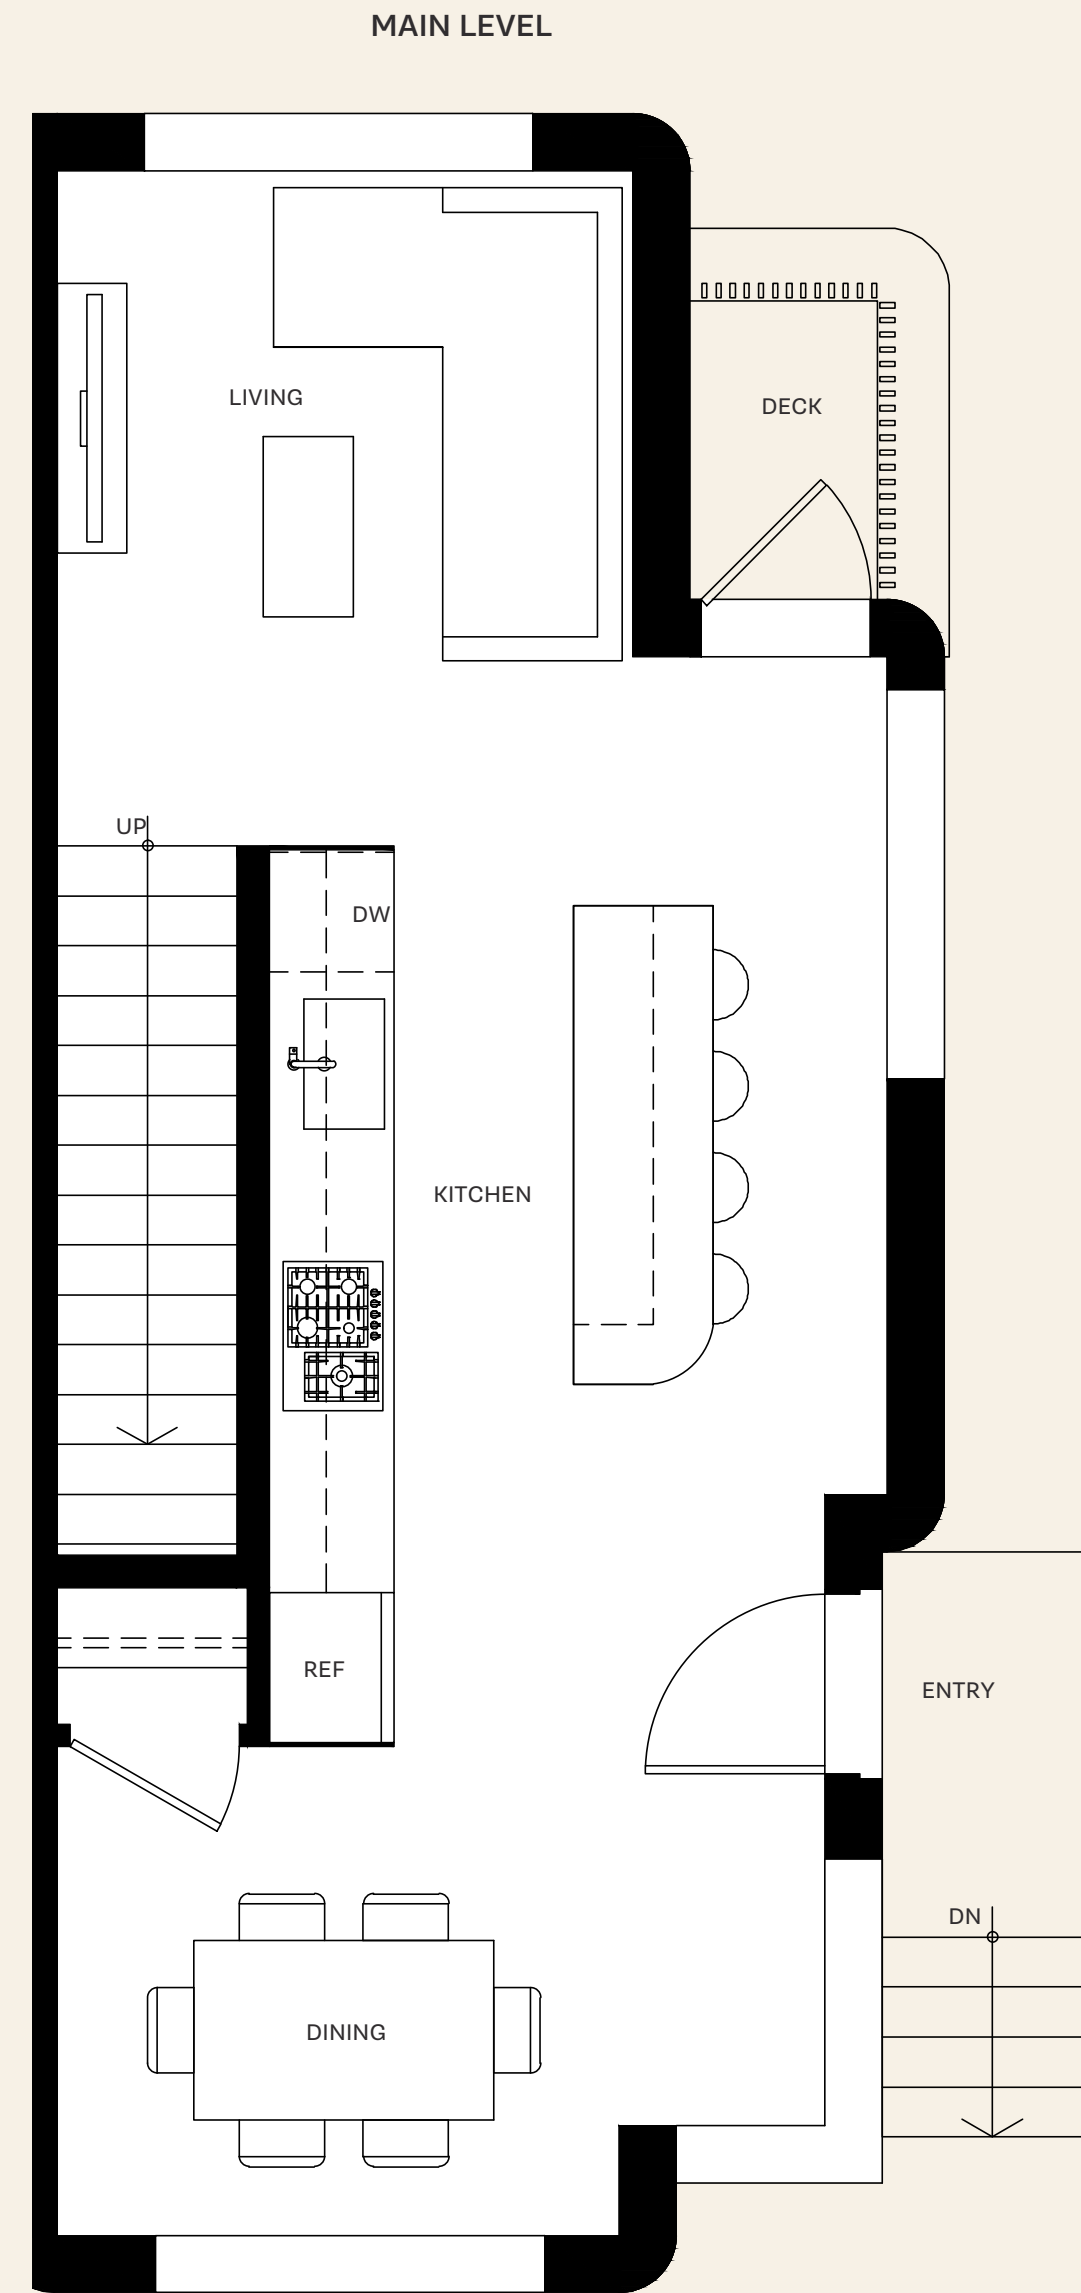 MAIN LEVEL
LIVING
DECK
UP
DW
KITCHEN
REF
ENTRY
DN
DINING